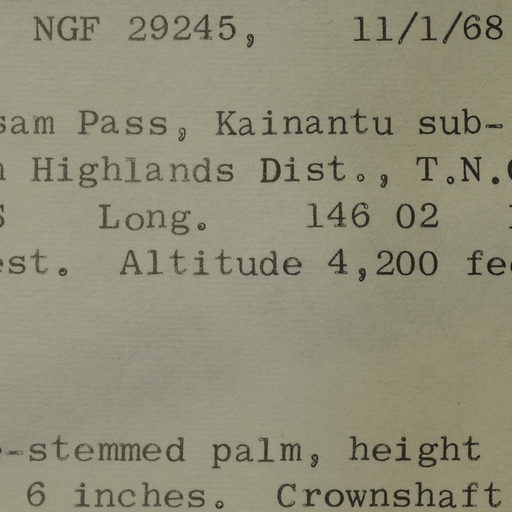 NGF 29245, 11/1/68
sam Pass, Kainantu sub-
Highlands Dist., T.N.
Long. 146 02
est. Altitude 4,200 fee
-stemmed palm, height
6 inches. Crownshaft